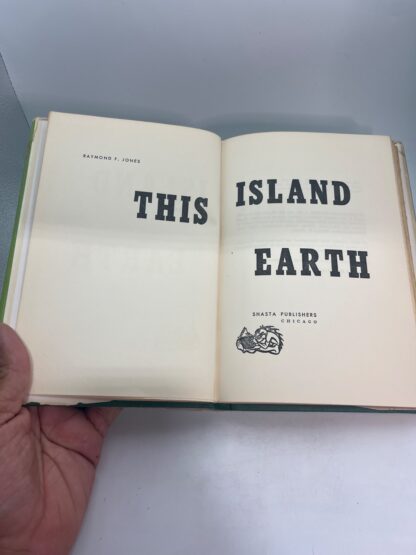 RAYMOND F. JONES
THIS ISLAND
EARTH
SHASTA PUBLISHERS
CHICAGO